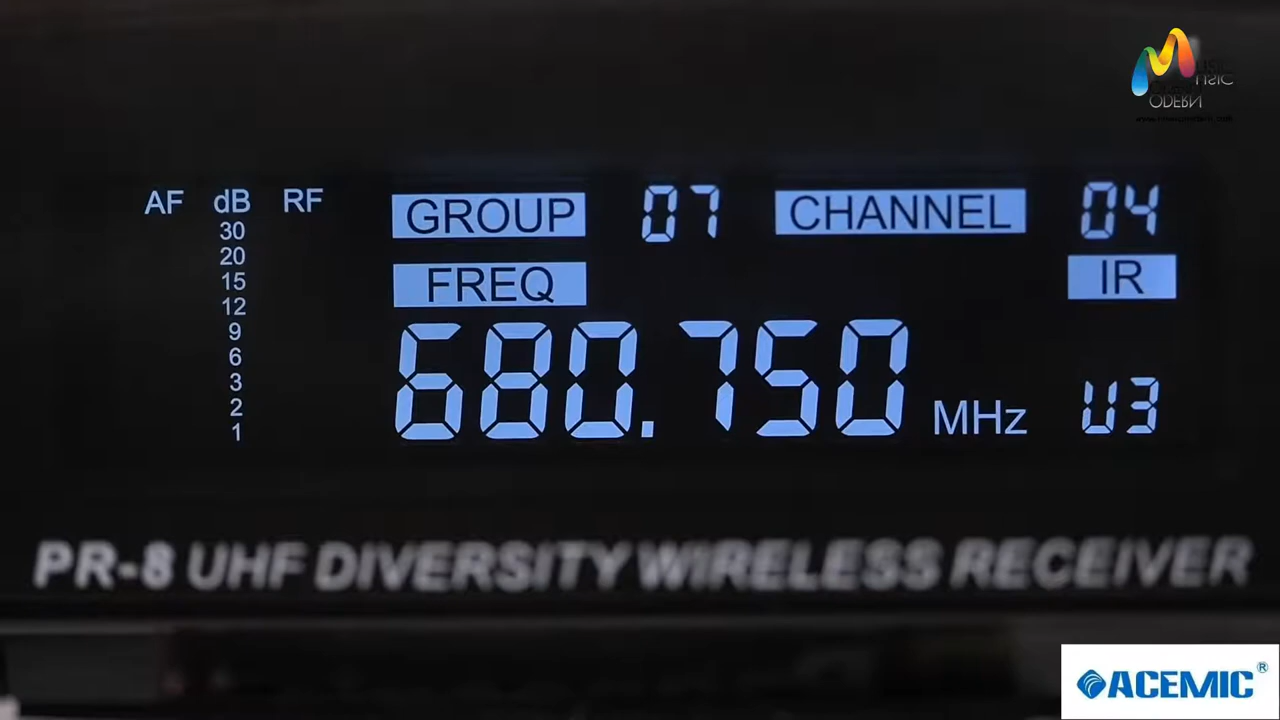 AF dB RF
30
20
15
12
9
6
3
2
1
GROUP 07 CHANNEL 04
FREQ IR
680.750 MHz U3
PR-8 UHF DIVERSITY WIRELESS RECEIVER
ACEMIC®